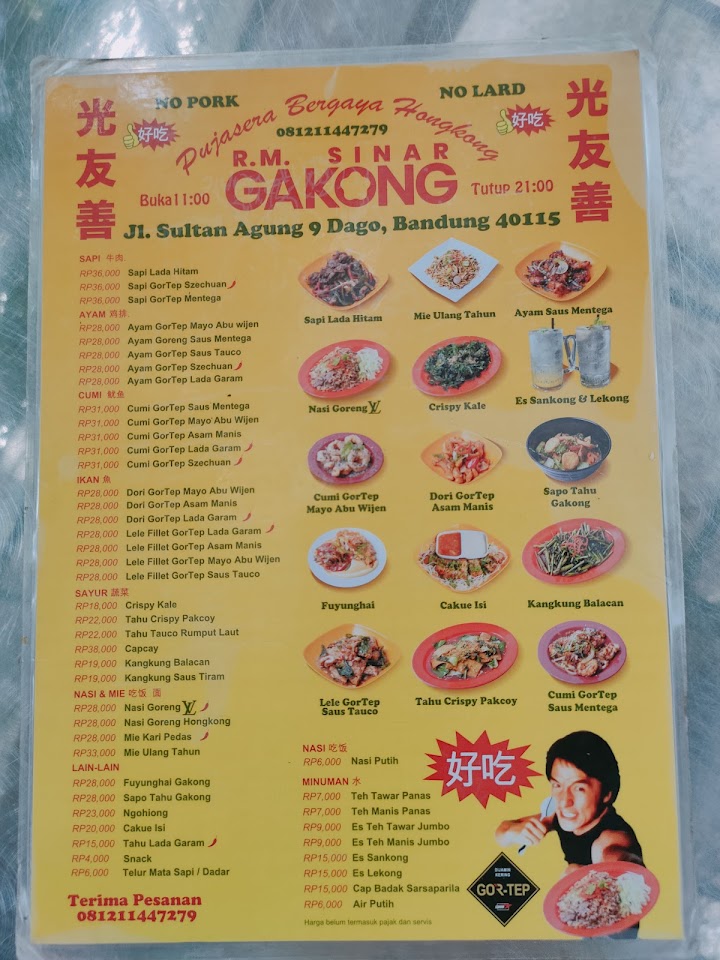 NO PORK
NO LARD
光友善
好吃
Pujasera Bergaya Hongkong
好吃
光友善
081211447279
R.M. SINAR
GAKONG
Buka11:00
Tutup 21:00
Jl. Sultan Agung 9 Dago, Bandung 40115
SAPI 牛肉
RP36,000 Sapi Lada Hitam
RP36,000 Sapi GorTep Szechuan
RP36,000 Sapi GorTep Mentega
AYAM 鸡排
RP28,000 Ayam GorTep Mayo Abu wijen
RP28,000 Ayam Goreng Saus Mentega
RP28,000 Ayam GorTep Saus Tauco
RP28,000 Ayam GorTep Szechuan
RP28,000 Ayam GorTep Lada Garam
CUMI 鱿鱼
RP31,000 Cumi GorTep Saus Mentega
RP31,000 Cumi GorTep Mayo Abu Wijen
RP31,000 Cumi GorTep Asam Manis
RP31,000 Cumi GorTep Lada Garam
RP31,000 Cumi GorTep Szechuan
IKAN 魚
RP28,000 Dori GorTep Mayo Abu Wijen
RP28,000 Dori GorTep Asam Manis
RP28,000 Dori GorTep Lada Garam
RP28,000 Lele Fillet GorTep Lada Garam
RP28,000 Lele Fillet GorTep Asam Manis
RP28,000 Lele Fillet GorTep Mayo Abu Wijen
RP28,000 Lele Fillet GorTep Saus Tauco
SAYUR 蔬菜
RP18,000 Crispy Kale
RP22,000 Tahu Crispy Pakcoy
RP22,000 Tahu Tauco Rumput Laut
RP38,000 Capcay
RP19,000 Kangkung Balacan
RP19,000 Kangkung Saus Tiram
NASI & MIE 吃饭 面
RP28,000 Nasi Goreng LV
RP28,000 Nasi Goreng Hongkong
RP28,000 Mie Kari Pedas
RP33,000 Mie Ulang Tahun
LAIN-LAIN
RP28,000 Fuyunghai Gakong
RP28,000 Sapo Tahu Gakong
RP23,000 Ngohiong
RP20,000 Cakue Isi
RP15,000 Tahu Lada Garam
RP4,000 Snack
RP6,000 Telur Mata Sapi / Dadar
Terima Pesanan
081211447279
Sapi Lada Hitam
Mie Ulang Tahun
Ayam Saus Mentega
Nasi Goreng LV
Crispy Kale
Es Sankong & Lekong
Cumi GorTep
Mayo Abu Wijen
Dori GorTep
Asam Manis
Sapo Tahu
Gakong
Fuyunghai
Cakue Isi
Kangkung Balacan
Lele GorTep
Saus Tauco
Tahu Crispy Pakcoy
Cumi GorTep
Saus Mentega
NASI 吃饭
RP6,000 Nasi Putih
MINUMAN 水
RP7,000 Teh Tawar Panas
RP7,000 Teh Manis Panas
RP9,000 Es Teh Tawar Jumbo
RP9,000 Es Teh Manis Jumbo
RP15,000 Es Sankong
RP15,000 Es Lekong
RP15,000 Cap Badak Sarsaparila
RP6,000 Air Putih
Harga belum termasuk pajak dan servis
好吃
GOR-TEP